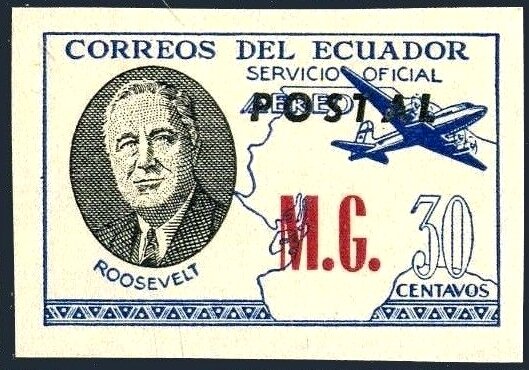 CORREOS DEL ECUADOR
SERVICIO OFICIAL
AEREO
POSTAL
M.G.
30
CENTAVOS
ROOSEVELT